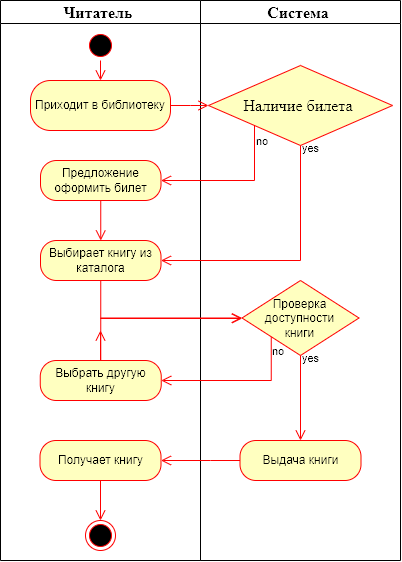 Читатель
Система
Приходит в библиотеку
Наличие билета
no
yes
Предложение
оформить билет
Выбирает книгу из
каталога
Проверка
доступности
книги
no
yes
Выбрать другую
книгу
Получает книгу
Выдача книги